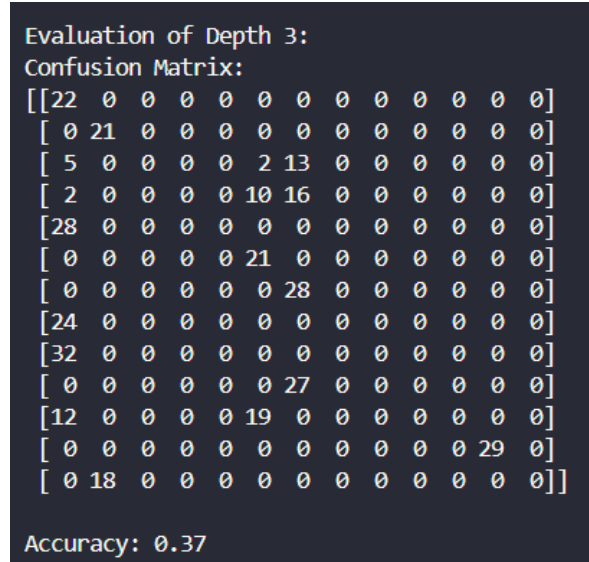 Evaluation of Depth 3:
Confusion Matrix:
[[22  0  0  0  0  0  0  0  0  0  0  0  0]
 [ 0 21  0  0  0  0  0  0  0  0  0  0  0]
 [ 5  0  0  0  0  2 13  0  0  0  0  0  0]
 [ 2  0  0  0  0 10 16  0  0  0  0  0  0]
 [28  0  0  0  0  0  0  0  0  0  0  0  0]
 [ 0  0  0  0  0 21  0  0  0  0  0  0  0]
 [ 0  0  0  0  0  0 28  0  0  0  0  0  0]
 [24  0  0  0  0  0  0  0  0  0  0  0  0]
 [32  0  0  0  0  0  0  0  0  0  0  0  0]
 [ 0  0  0  0  0  0 27  0  0  0  0  0  0]
 [12  0  0  0  0 19  0  0  0  0  0  0  0]
 [ 0  0  0  0  0  0  0  0  0  0  0 29  0]
 [ 0 18  0  0  0  0  0  0  0  0  0  0  0]]
Accuracy: 0.37